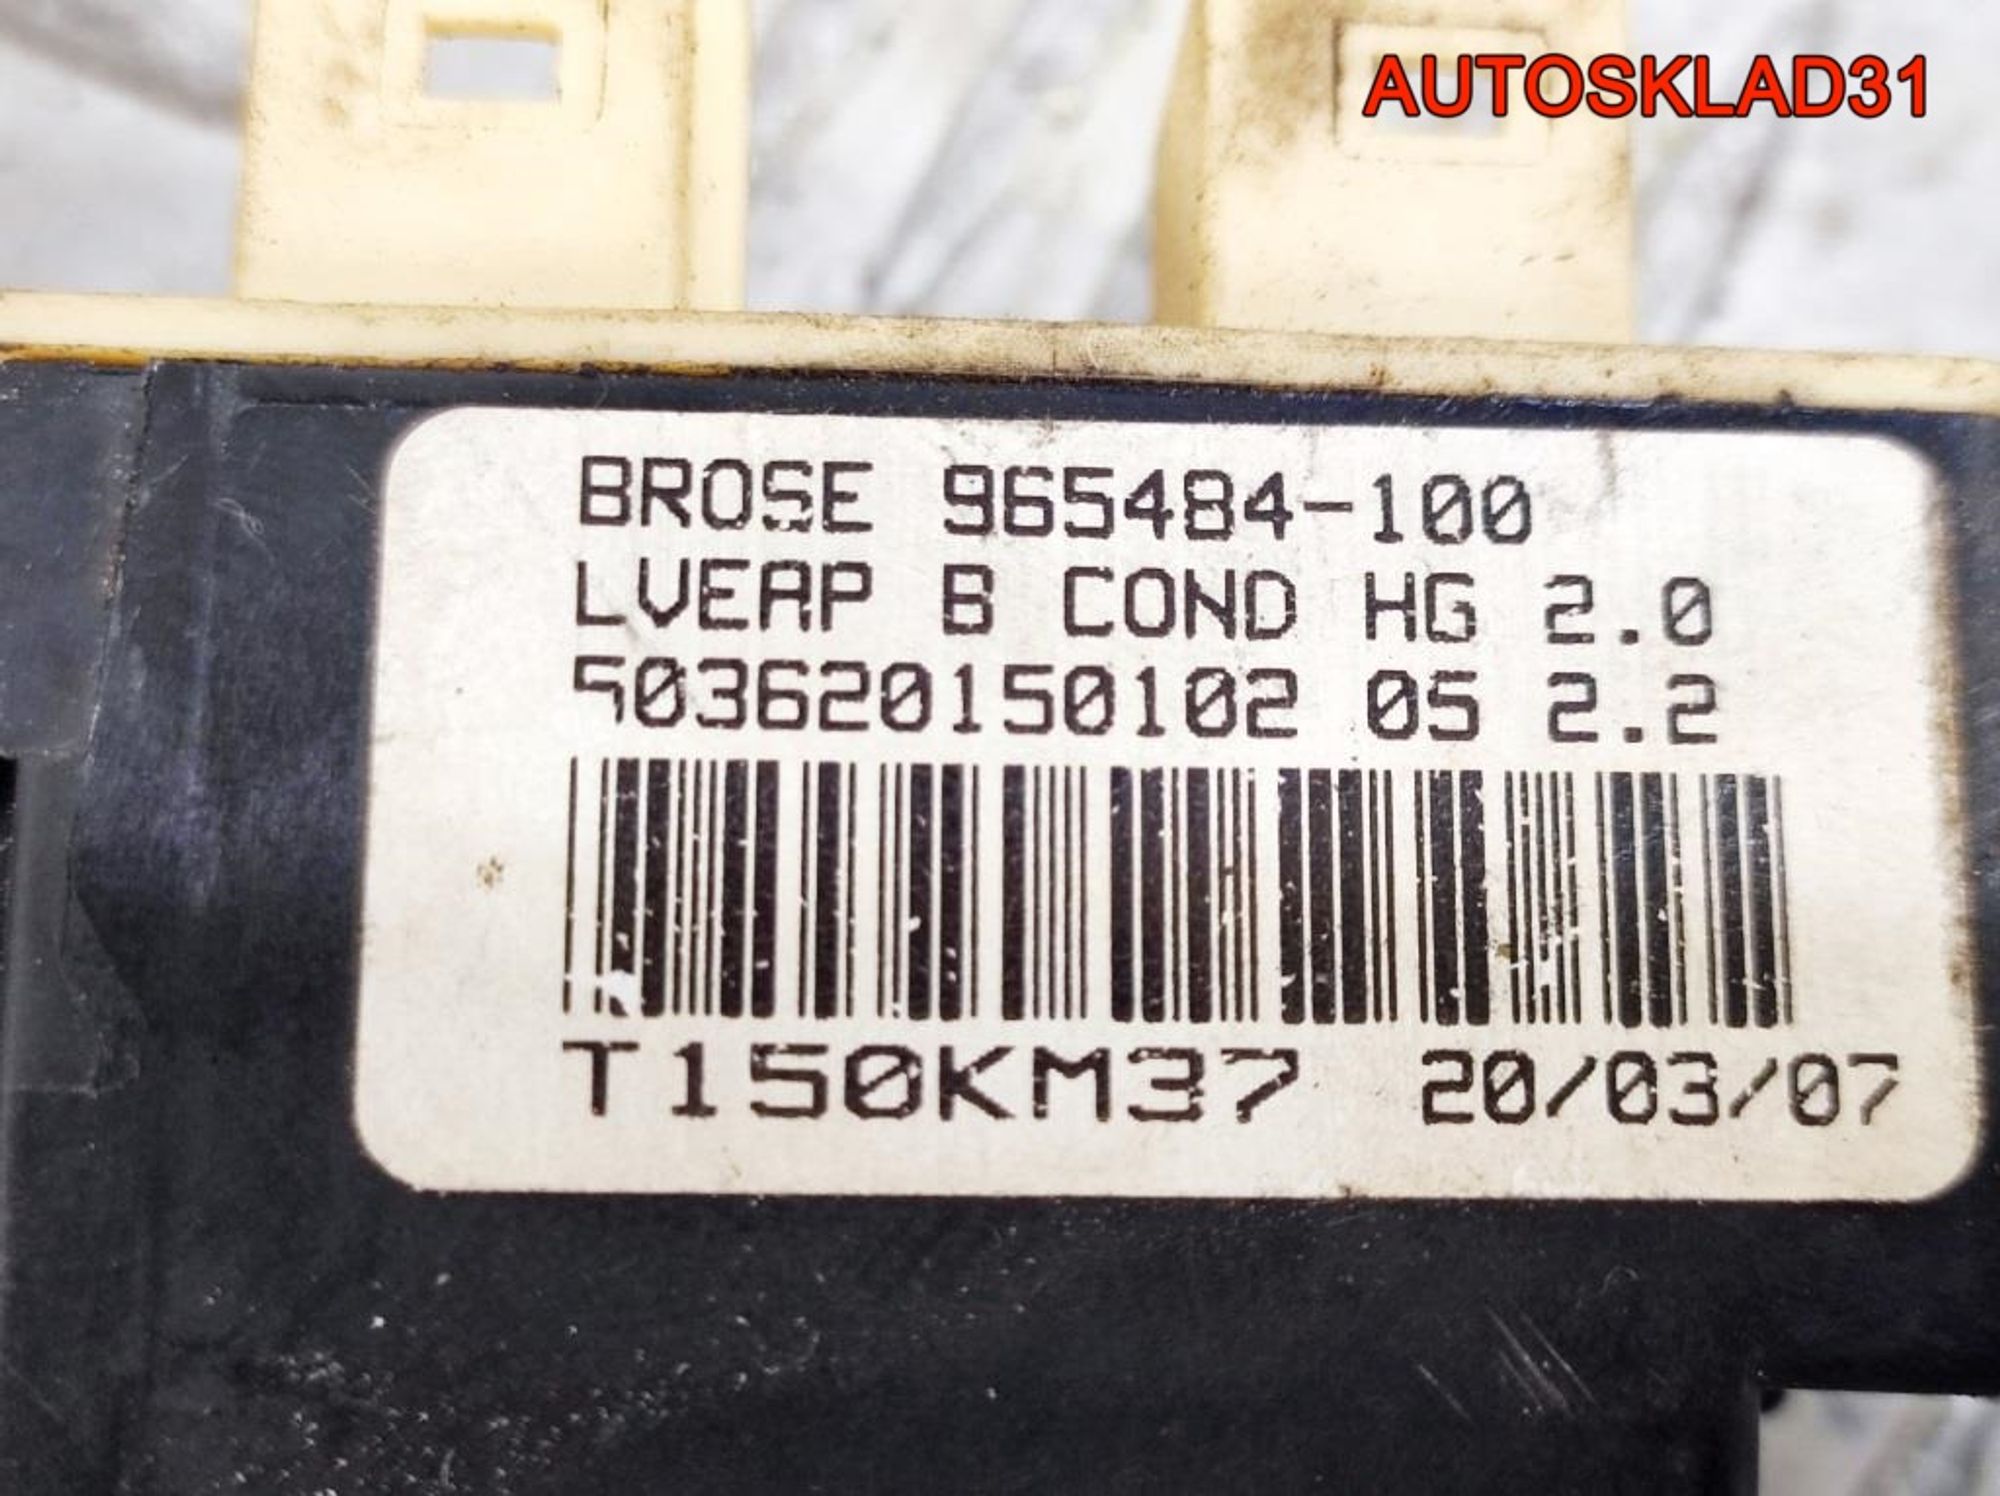 AUTOSKLAD31
BROSE 965484-100
LVEAP B COND HG 2.0
503620150102 05 2.2
T150KM37 20/03/07